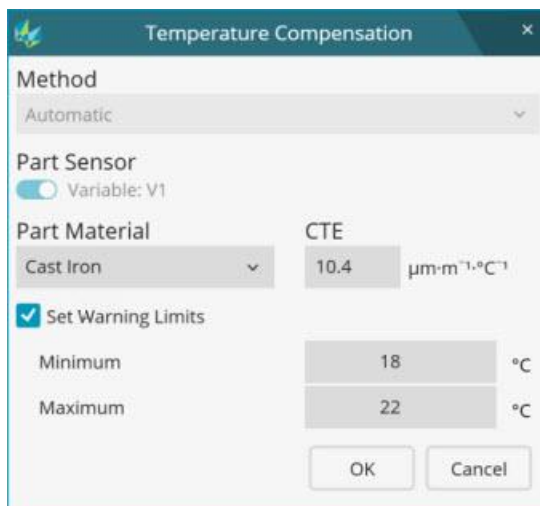 Temperature Compensation ×
Method
Automatic
Part Sensor
Variable: V1
Part Material CTE
Cast Iron 10.4 µm·m⁻¹·°C⁻¹
Set Warning Limits
Minimum 18 °C
Maximum 22 °C
OK Cancel